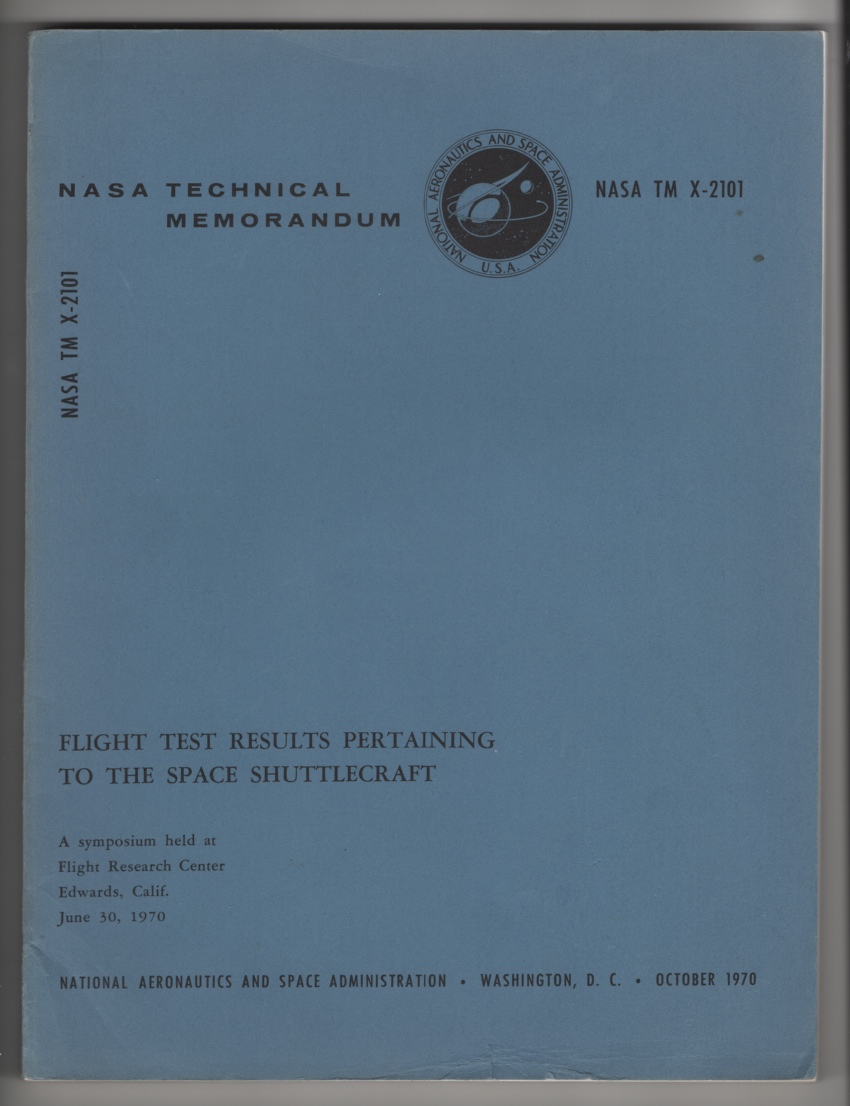 NASA TECHNICAL
MEMORANDUM
NATIONAL AERONAUTICS AND SPACE ADMINISTRATION
U.S.A.
NASA TM X-2101
NASA TM X-2101
FLIGHT TEST RESULTS PERTAINING
TO THE SPACE SHUTTLECRAFT
A symposium held at
Flight Research Center
Edwards, Calif.
June 30, 1970
NATIONAL AERONAUTICS AND SPACE ADMINISTRATION • WASHINGTON, D. C. • OCTOBER 1970